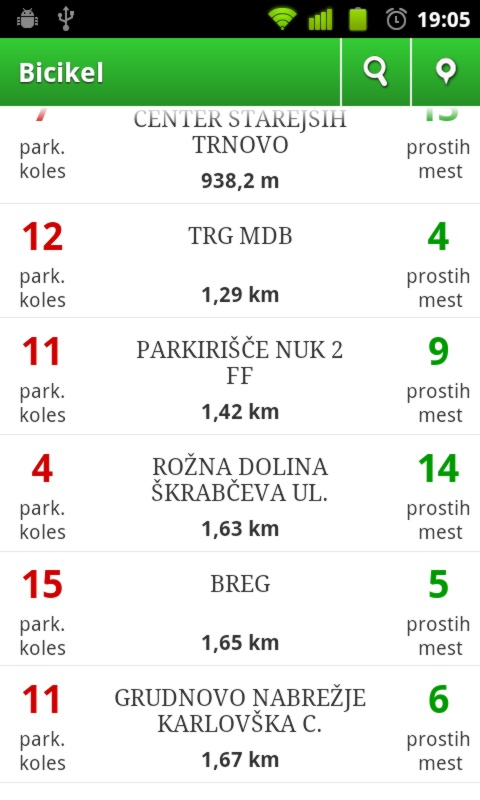 19:05
Bicikel
7 CENTER STAREJSIH 13
park. TRNOVO prostih
koles 938,2 m mest
12 TRG MDB 4
park. prostih
koles 1,29 km mest
11 PARKIRIŠČE NUK 2 9
FF
park. prostih
koles 1,42 km mest
4 ROŽNA DOLINA 14
ŠKRABČEVA UL.
park. prostih
koles 1,63 km mest
15 BREG 5
park. prostih
koles 1,65 km mest
11 GRUDNOVO NABREŽJE 6
KARLOVŠKA C.
park. prostih
koles 1,67 km mest